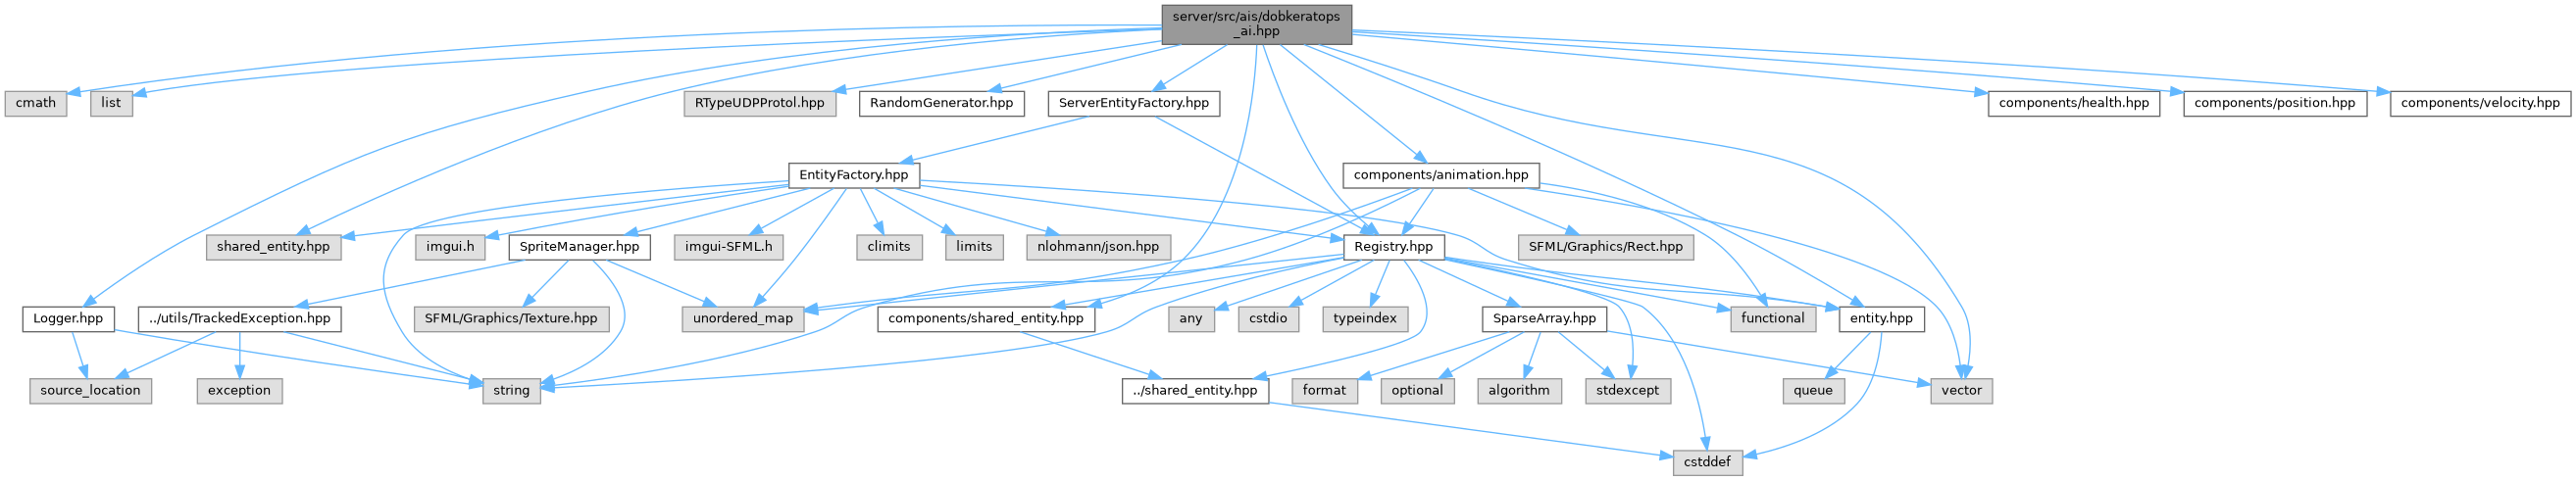 server/src/ais/dobkeratops
_ai.hpp
cmath
list
RTypeUDPProtol.hpp
RandomGenerator.hpp
ServerEntityFactory.hpp
components/health.hpp
components/position.hpp
components/velocity.hpp
EntityFactory.hpp
components/animation.hpp
shared_entity.hpp
imgui.h
SpriteManager.hpp
imgui-SFML.h
climits
limits
nlohmann/json.hpp
Registry.hpp
SFML/Graphics/Rect.hpp
Logger.hpp
../utils/TrackedException.hpp
SFML/Graphics/Texture.hpp
unordered_map
components/shared_entity.hpp
any
cstdio
typeindex
SparseArray.hpp
functional
entity.hpp
source_location
exception
string
../shared_entity.hpp
format
optional
algorithm
stdexcept
queue
vector
cstddef